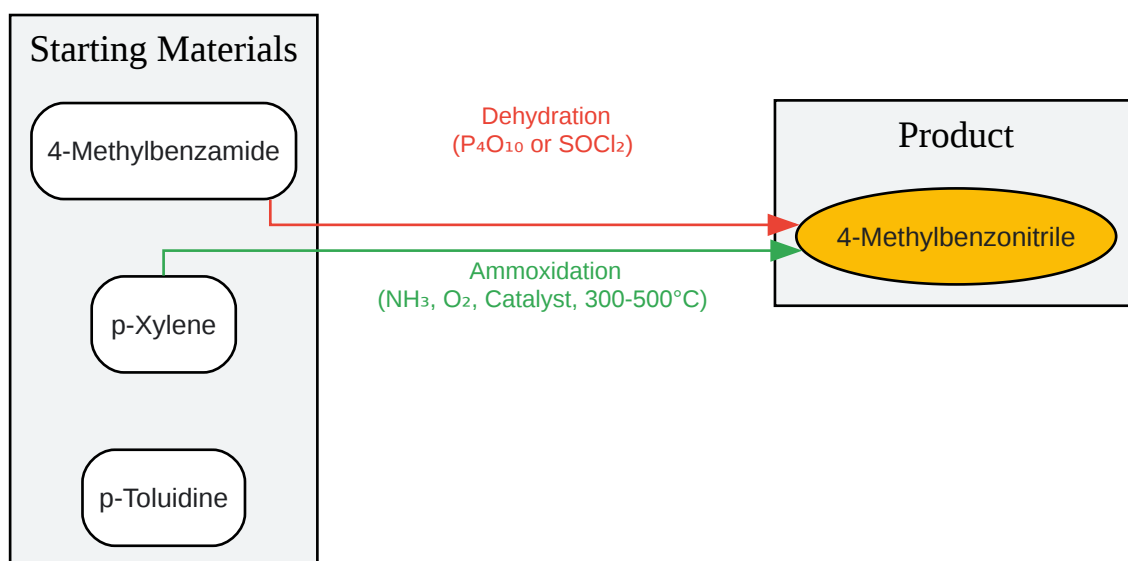 Starting Materials
4-Methylbenzamide
p-Xylene
p-Toluidine
Dehydration
(P₄O₁₀ or SOCl₂)
Ammoxidation
(NH₃, O₂, Catalyst, 300-500°C)
Product
4-Methylbenzonitrile